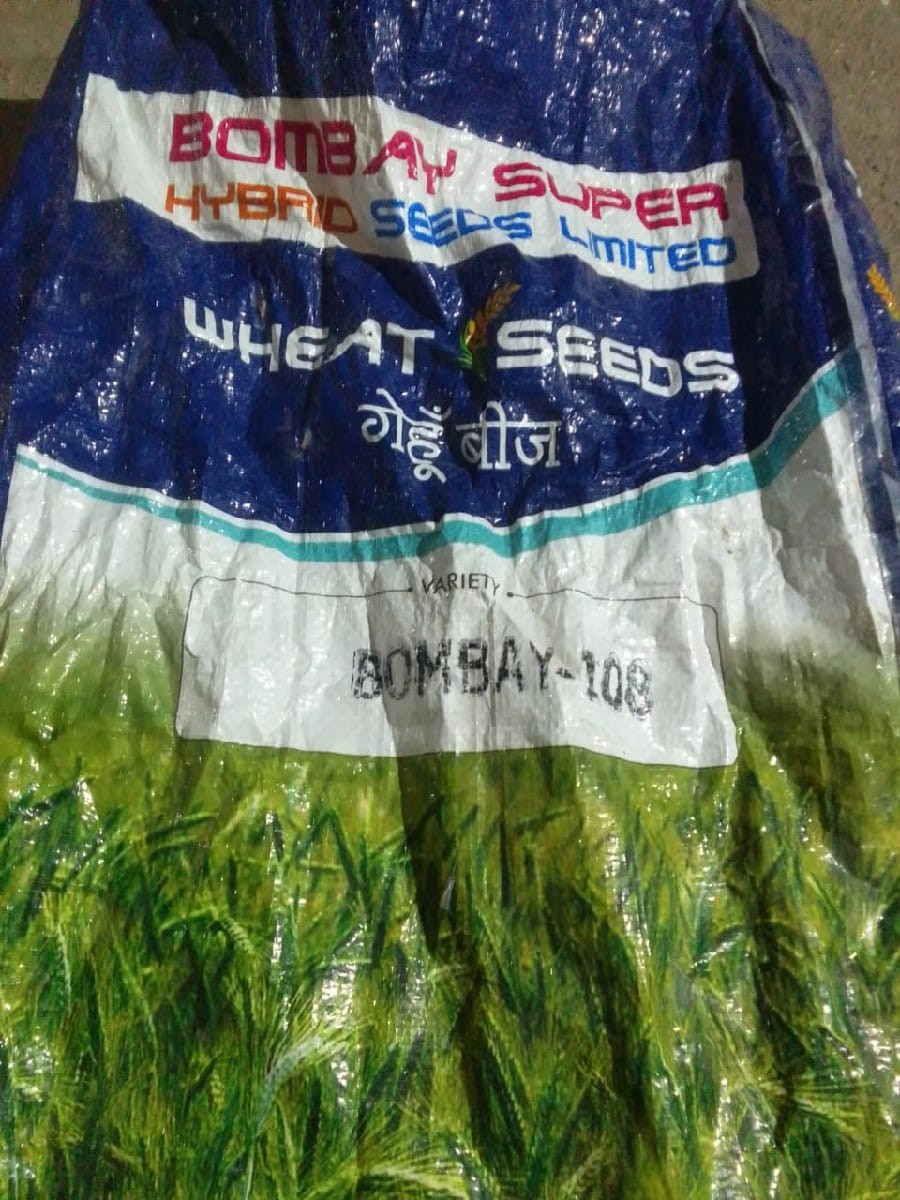 BOMBAY SUPER
HYBRID SEEDS LIMITED
WHEAT SEEDS
गेहूँ बीज
VARIETY
BOMBAY-108